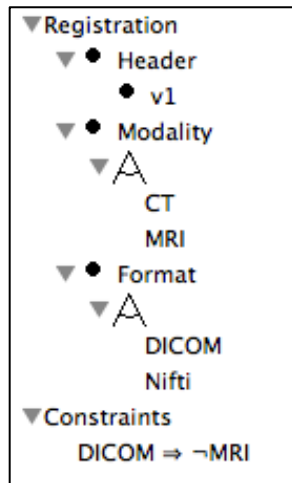 Registration
Header
v1
Modality
CT
MRI
Format
DICOM
Nifti
Constraints
DICOM ⇒ ¬MRI